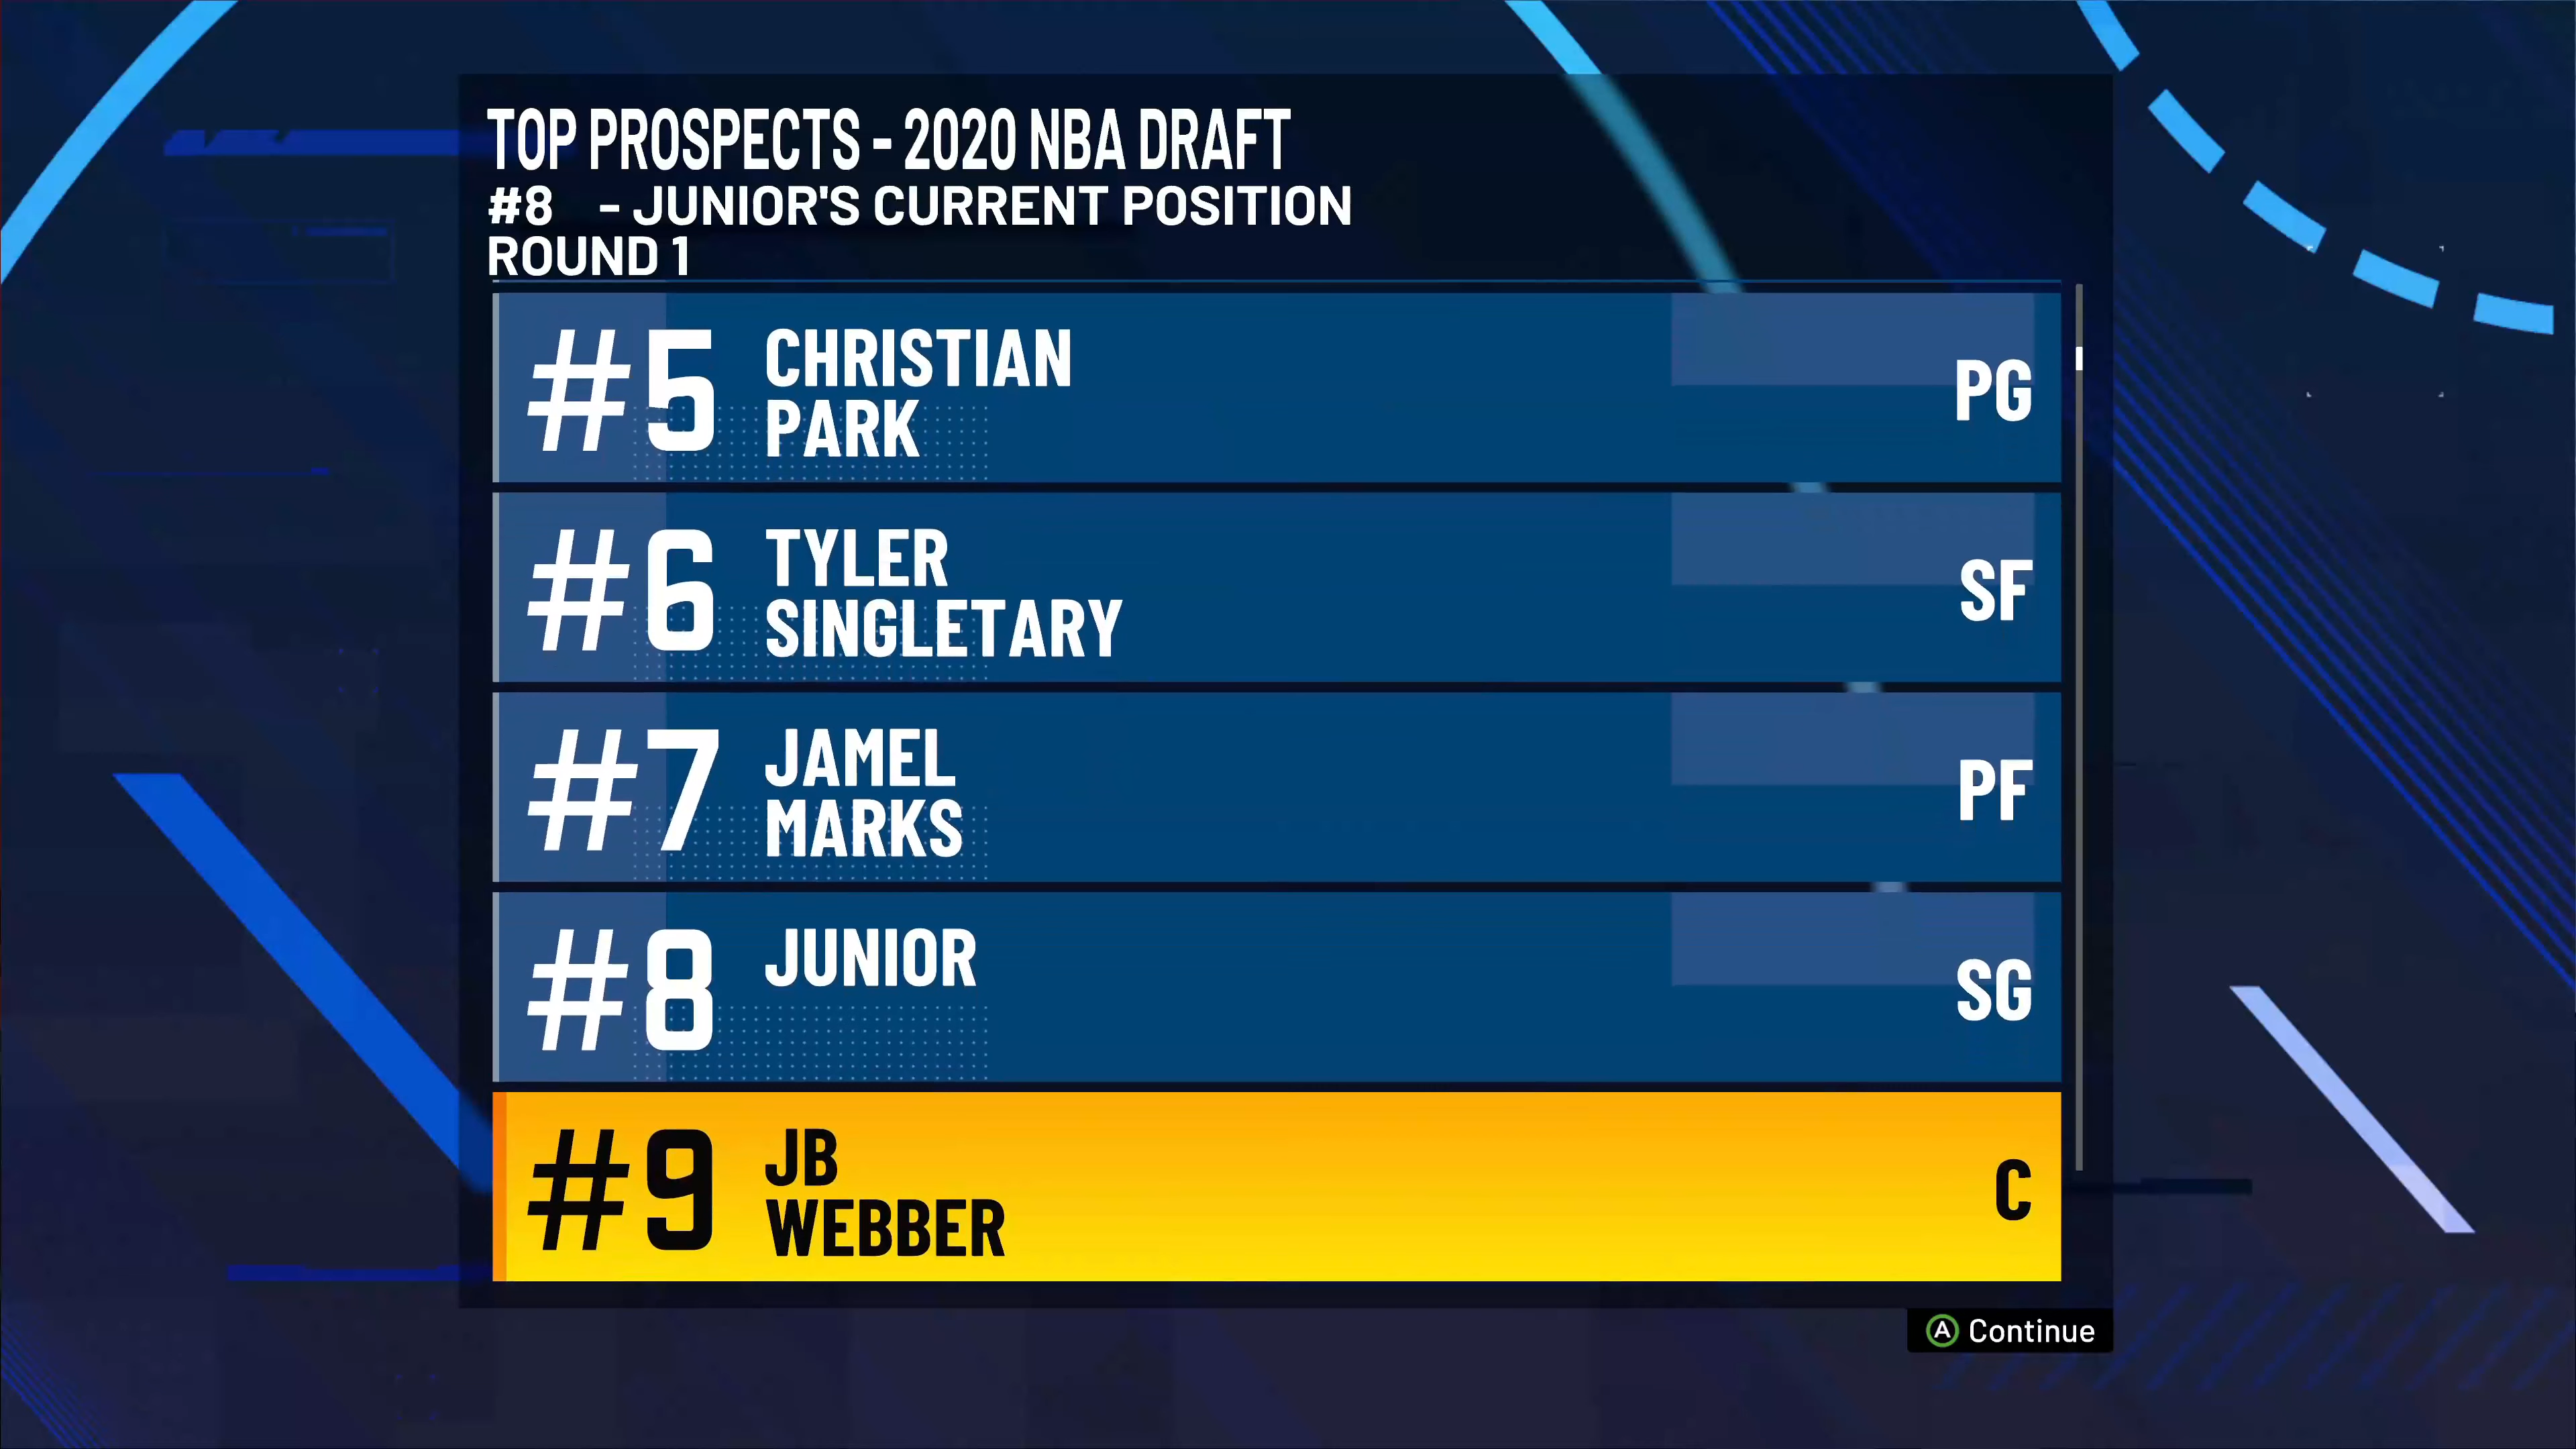 TOP PROSPECTS - 2020 NBA DRAFT
#8 - JUNIOR'S CURRENT POSITION
ROUND 1
#5 CHRISTIAN PARK PG
#6 TYLER SINGLETARY SF
#7 JAMEL MARKS PF
#8 JUNIOR SG
#9 JB WEBBER C
A Continue